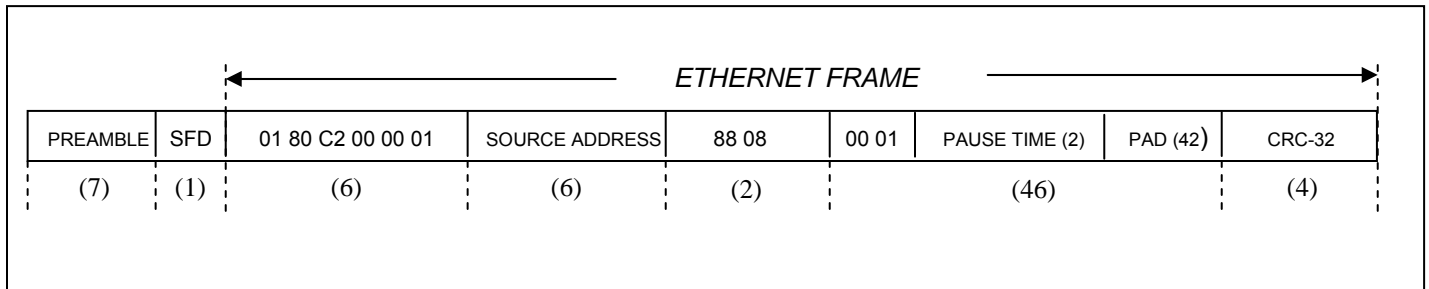 ETHERNET FRAME
PREAMBLE SFD 01 80 C2 00 00 01 SOURCE ADDRESS 88 08 00 01 PAUSE TIME (2) PAD (42) CRC-32
(7) (1) (6) (6) (2) (46) (4)